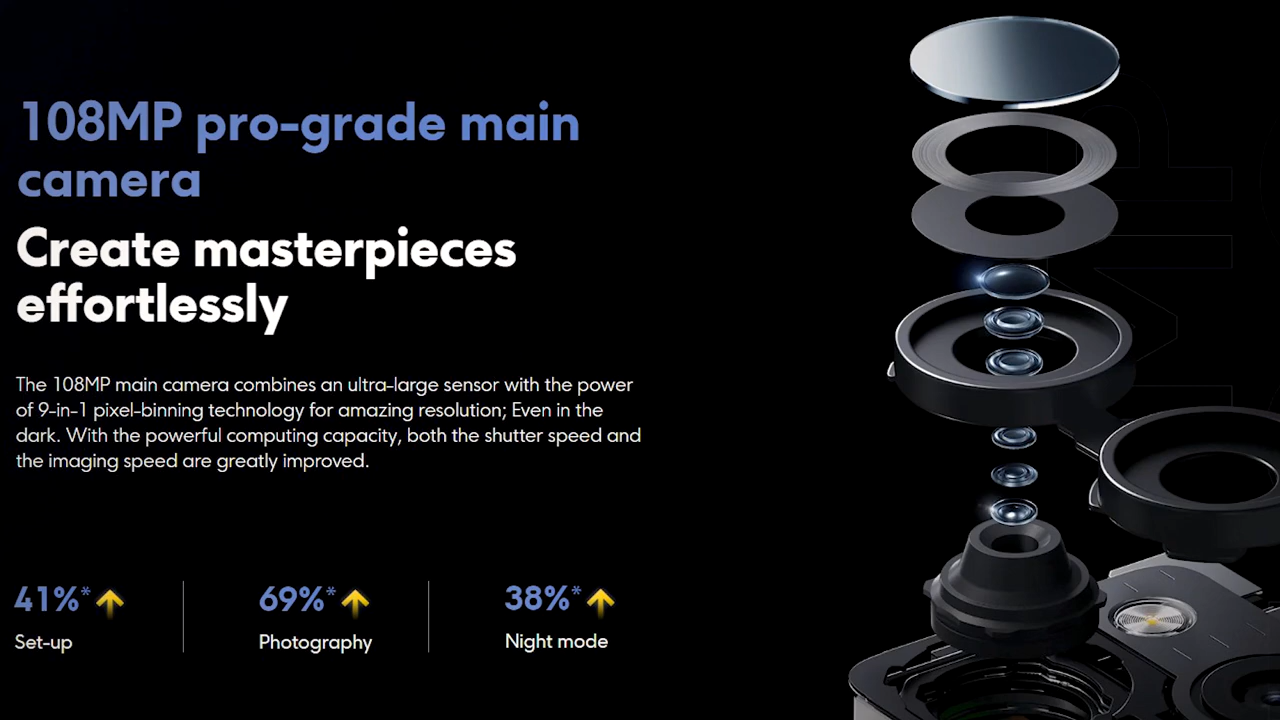 108MP pro-grade main
camera
Create masterpieces
effortlessly
The 108MP main camera combines an ultra-large sensor with the power
of 9-in-1 pixel-binning technology for amazing resolution; Even in the
dark. With the powerful computing capacity, both the shutter speed and
the imaging speed are greatly improved.
41%* 69%* 38%*
Set-up Photography Night mode